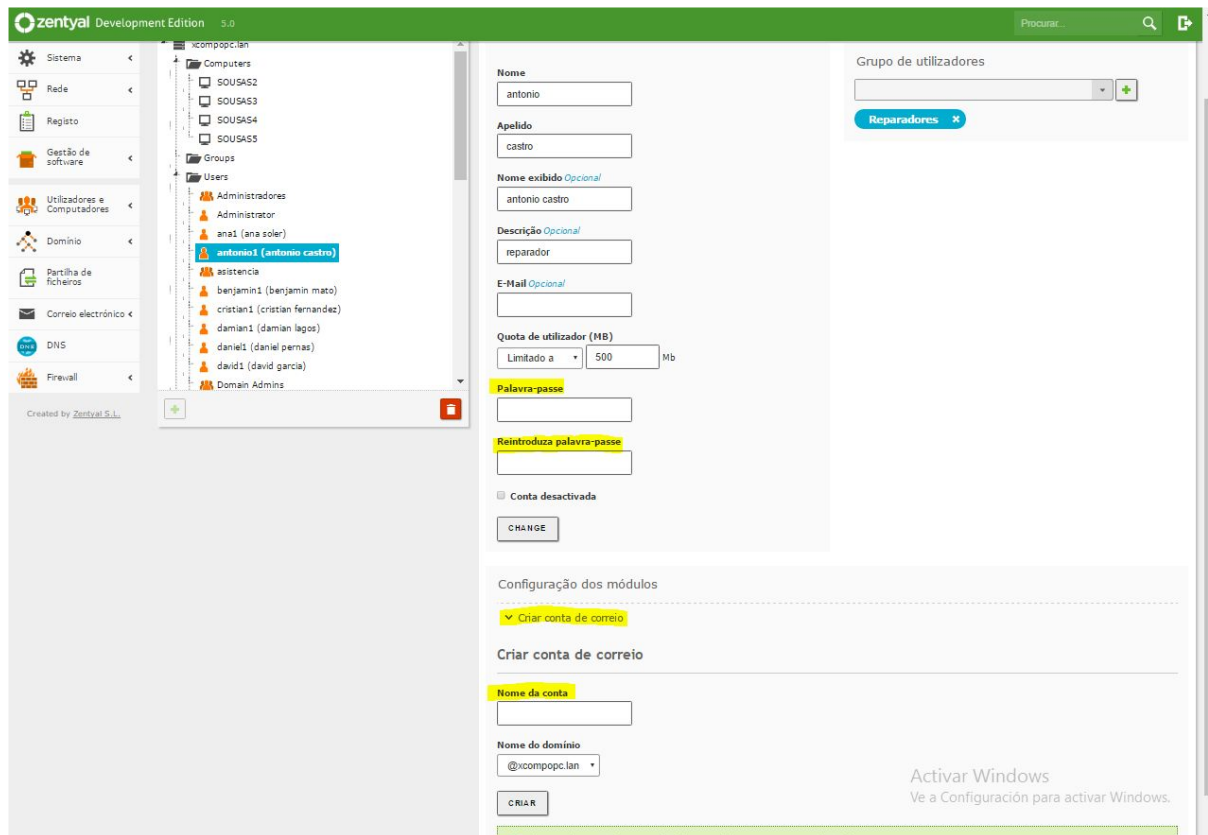 zentyal Development Edition 5.0
Procurar...
Sistema
Rede
Registo
Gestão de
software
Utilizadores e
Computadores
Domínio
Partilha de
ficheiros
Correio electrónico
DNS
Firewall
Created by Zentyal S.L.
xcompopc.lan
Computers
SOUSAS2
SOUSAS3
SOUSAS4
SOUSAS5
Groups
Users
Administradores
Administrator
ana1 (ana soler)
antonio1 (antonio castro)
asistencia
benjamin1 (benjamin mato)
cristian1 (cristian fernandez)
damian1 (damian lagos)
daniel1 (daniel pernas)
david1 (david garcia)
Domain Admins
Nome
antonio
Apelido
castro
Nome exibido Opcional
antonio castro
Descrição Opcional
reparador
E-Mail Opcional
Quota de utilizador (MB)
Limitado a 500 Mb
Palavra-passe
Reintroduza palavra-passe
Conta desactivada
CHANGE
Grupo de utilizadores
Reparadores ×
Configuração dos módulos
Criar conta de correio
Criar conta de correio
Nome da conta
Nome do domínio
@xcompopc.lan
CRIAR
Activar Windows
Ve a Configuración para activar Windows.